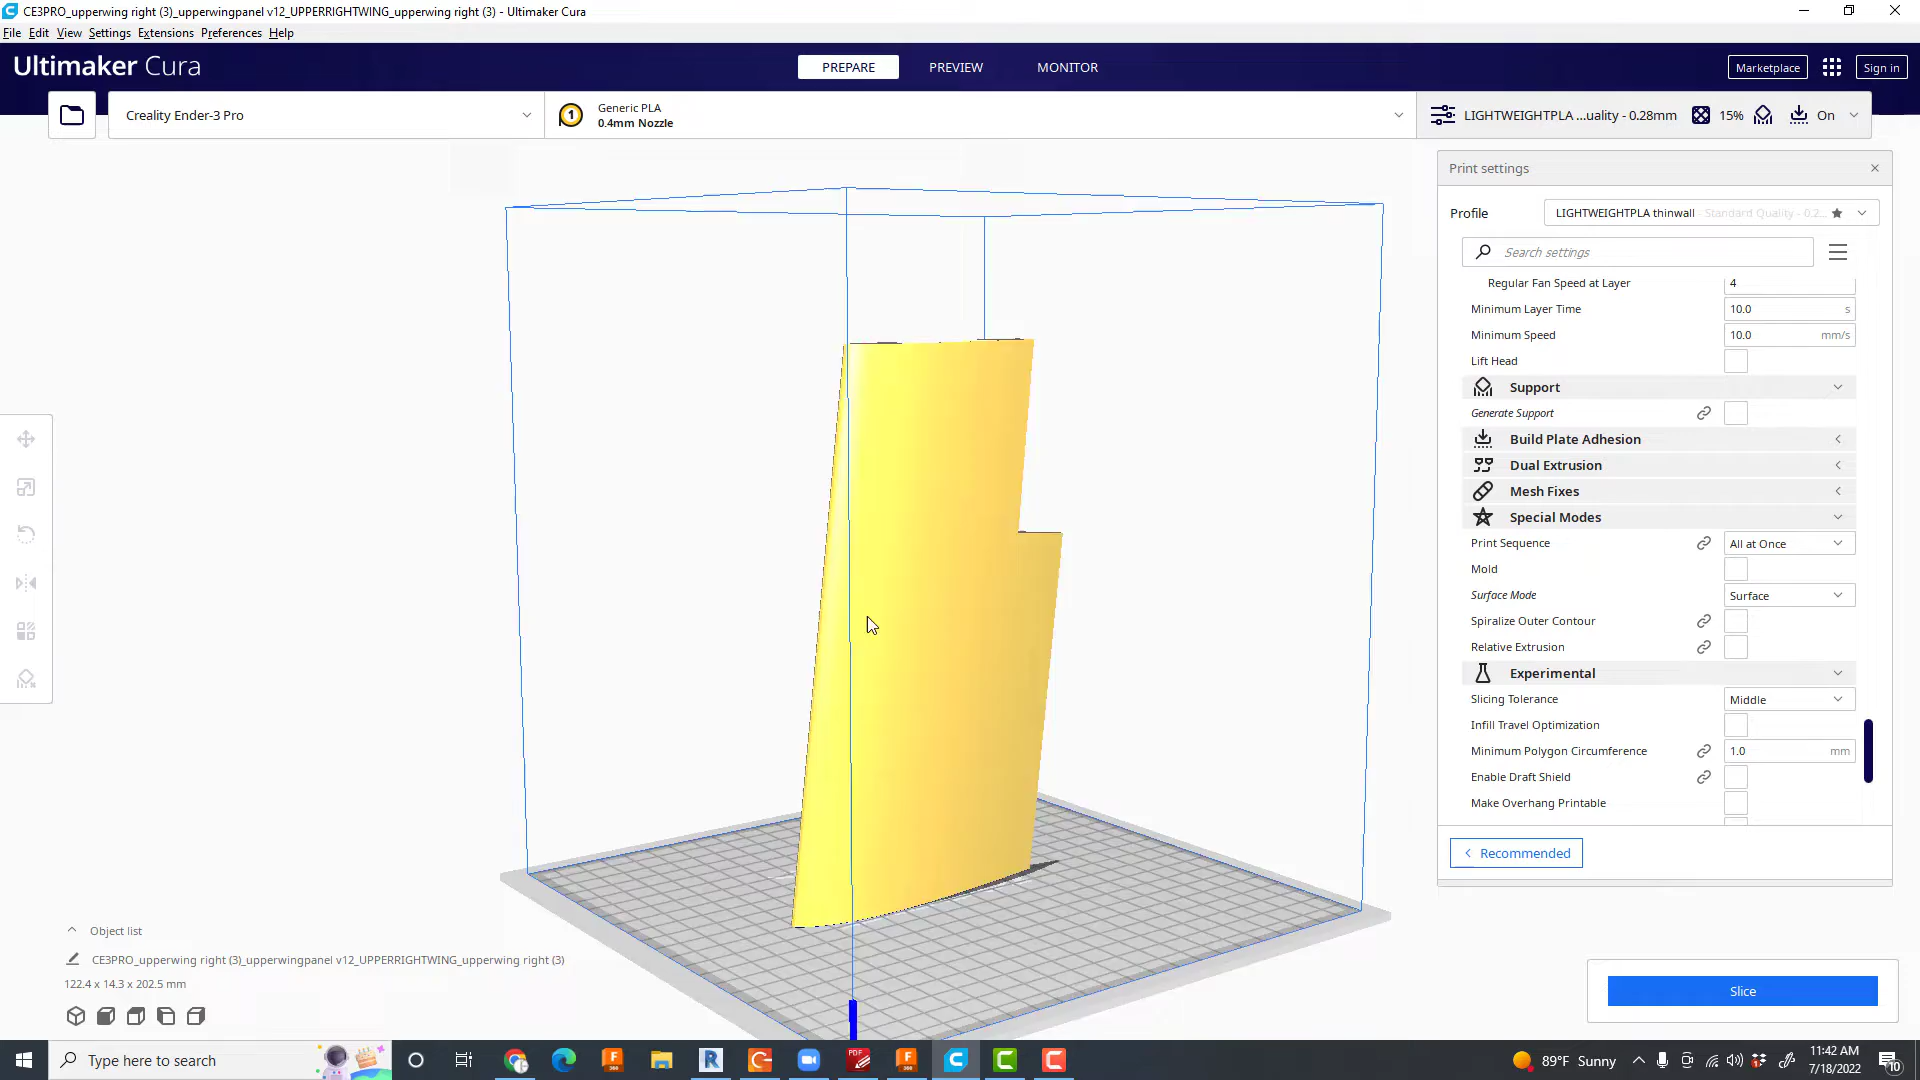 CE3PRO_upperwing right (3)_upperwingpanel v12_UPPERRIGHTWING_upperwing right (3) - Ultimaker Cura
File Edit View Settings Extensions Preferences Help
Ultimaker Cura
PREPARE
PREVIEW
MONITOR
Marketplace
Sign in
Creality Ender-3 Pro
1
Generic PLA
0.4mm Nozzle
LIGHTWEIGHTPLA ...uality - 0.28mm
15%
On
Print settings
Profile
LIGHTWEIGHTPLA thinwall - Standard Quality - 0.2...
Search settings
Regular Fan Speed at Layer 4
Minimum Layer Time 10.0 s
Minimum Speed 10.0 mm/s
Lift Head
Support
Generate Support
Build Plate Adhesion
Dual Extrusion
Mesh Fixes
Special Modes
Print Sequence All at Once
Mold
Surface Mode Surface
Spiralize Outer Contour
Relative Extrusion
Experimental
Slicing Tolerance Middle
Infill Travel Optimization
Minimum Polygon Circumference 1.0 mm
Enable Draft Shield
Make Overhang Printable
Recommended
Object list
CE3PRO_upperwing right (3)_upperwingpanel v12_UPPERRIGHTWING_upperwing right (3)
122.4 x 14.3 x 202.5 mm
Slice
Type here to search
89°F Sunny
11:42 AM
7/18/2022
10